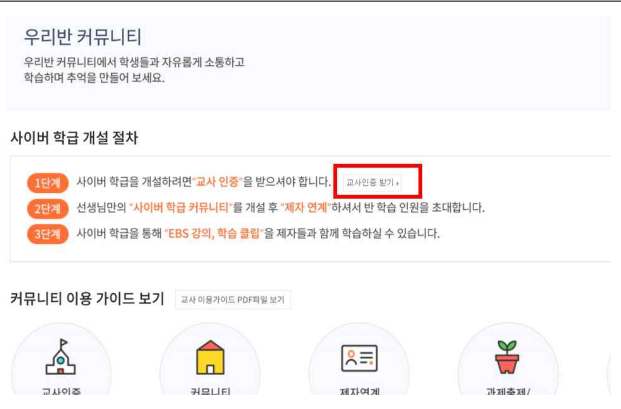 우리반 커뮤니티
우리반 커뮤니티에서 학생들과 자유롭게 소통하고
학습하며 추억을 만들어 보세요.
사이버 학급 개설 절차
1단계 사이버 학급을 개설하려면 "교사 인증"을 받으셔야 합니다. 교사인증 받기 ›
2단계 선생님만의 "사이버 학급 커뮤니티"를 개설 후 "제자 연계"하셔서 반 학습 인원을 초대합니다.
3단계 사이버 학급을 통해 "EBS 강의, 학습 클립"을 제자들과 함께 학습하실 수 있습니다.
커뮤니티 이용 가이드 보기 교사 이용가이드 PDF파일 보기
교사인증 커뮤니티 제자연계 과제출제/